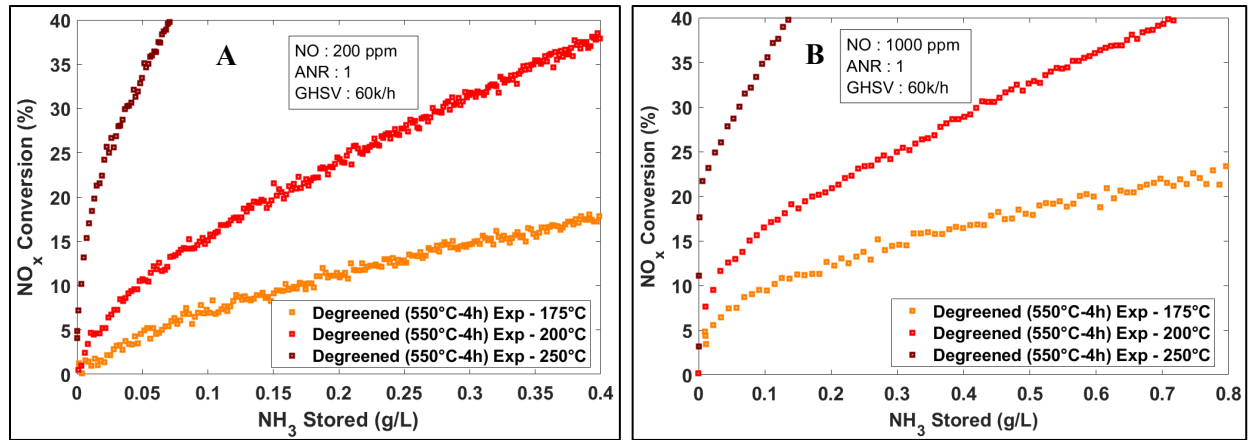 A
NO : 200 ppm
ANR : 1
GHSV : 60k/h
NOx Conversion (%)
40
35
30
25
20
15
10
5
0
Degreened (550°C-4h) Exp - 175°C
Degreened (550°C-4h) Exp - 200°C
Degreened (550°C-4h) Exp - 250°C
0 0.05 0.1 0.15 0.2 0.25 0.3 0.35 0.4
NH3 Stored (g/L)
B
NO : 1000 ppm
ANR : 1
GHSV : 60k/h
NOx Conversion (%)
40
35
30
25
20
15
10
5
0
Degreened (550°C-4h) Exp - 175°C
Degreened (550°C-4h) Exp - 200°C
Degreened (550°C-4h) Exp - 250°C
0 0.1 0.2 0.3 0.4 0.5 0.6 0.7 0.8
NH3 Stored (g/L)